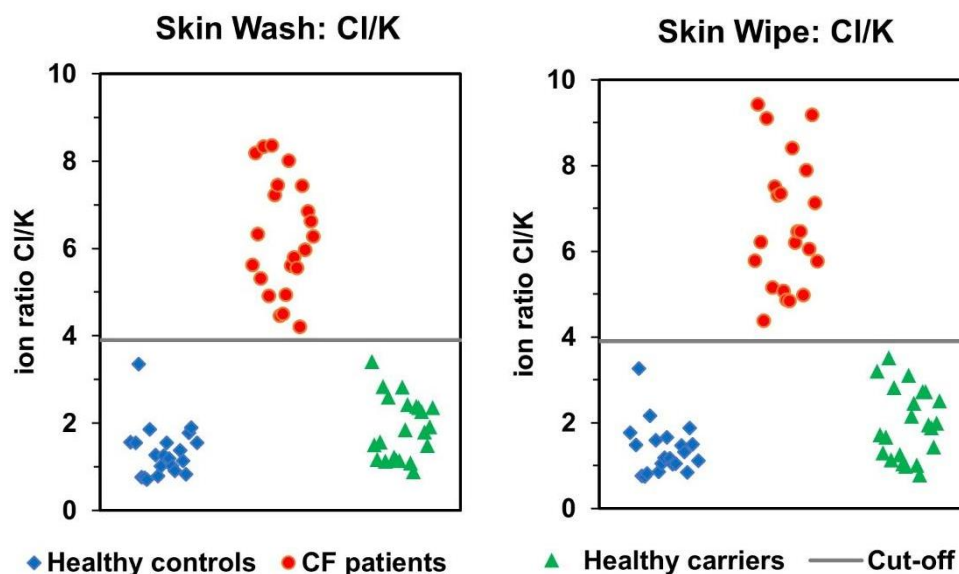 Skin Wash: Cl/K
ion ratio Cl/K
10
8
6
4
2
0
Skin Wipe: Cl/K
ion ratio Cl/K
10
8
6
4
2
0
Healthy controls
CF patients
Healthy carriers
Cut-off